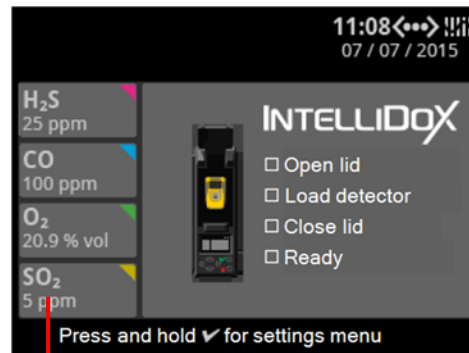 11:08
07 / 07 / 2015
H₂S
25 ppm
CO
100 ppm
O₂
20.9 % vol
SO₂
5 ppm
INTELLIDOX
Open lid
Load detector
Close lid
Ready
Press and hold ✔ for settings menu